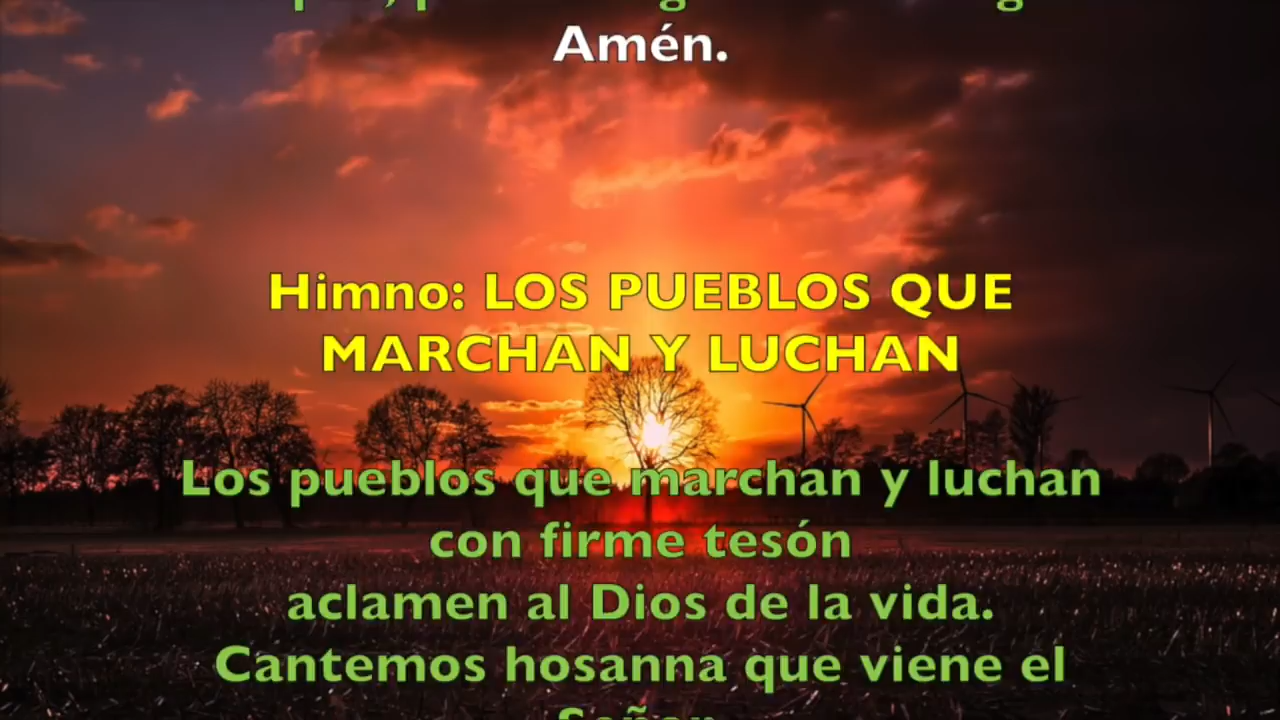 Amén.
Himno: LOS PUEBLOS QUE
MARCHAN Y LUCHAN
Los pueblos que marchan y luchan
con firme tesón
aclamen al Dios de la vida.
Cantemos hosanna que viene el
Señor